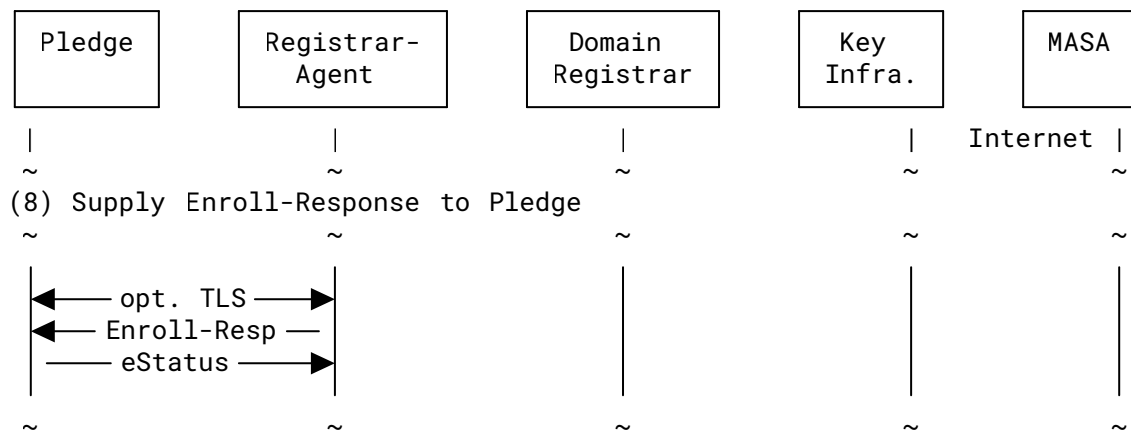 Pledge Registrar- Domain Key MASA
Agent Registrar Infra.
| | | | Internet |
~ ~ ~ ~ ~
(8) Supply Enroll-Response to Pledge
~ ~ ~ ~ ~
opt. TLS
Enroll-Resp
eStatus
~ ~ ~ ~ ~